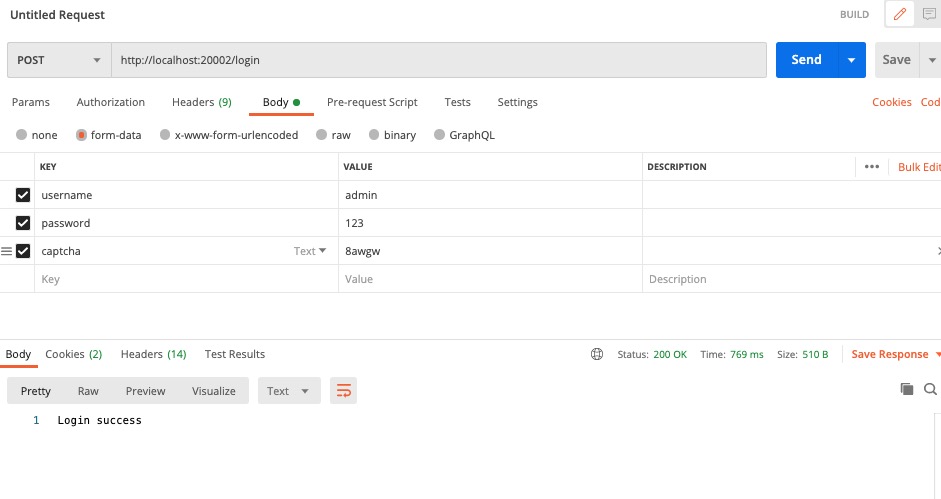 Untitled Request BUILD
POST http://localhost:20002/login Send Save
Params Authorization Headers (9) Body Pre-request Script Tests Settings Cookies Cod
none form-data x-www-form-urlencoded raw binary GraphQL
KEY VALUE DESCRIPTION ••• Bulk Edit
username admin
password 123
captcha Text 8awgw
Key Value Description
Body Cookies (2) Headers (14) Test Results Status: 200 OK Time: 769 ms Size: 510 B Save Response
Pretty Raw Preview Visualize Text
1 Login success